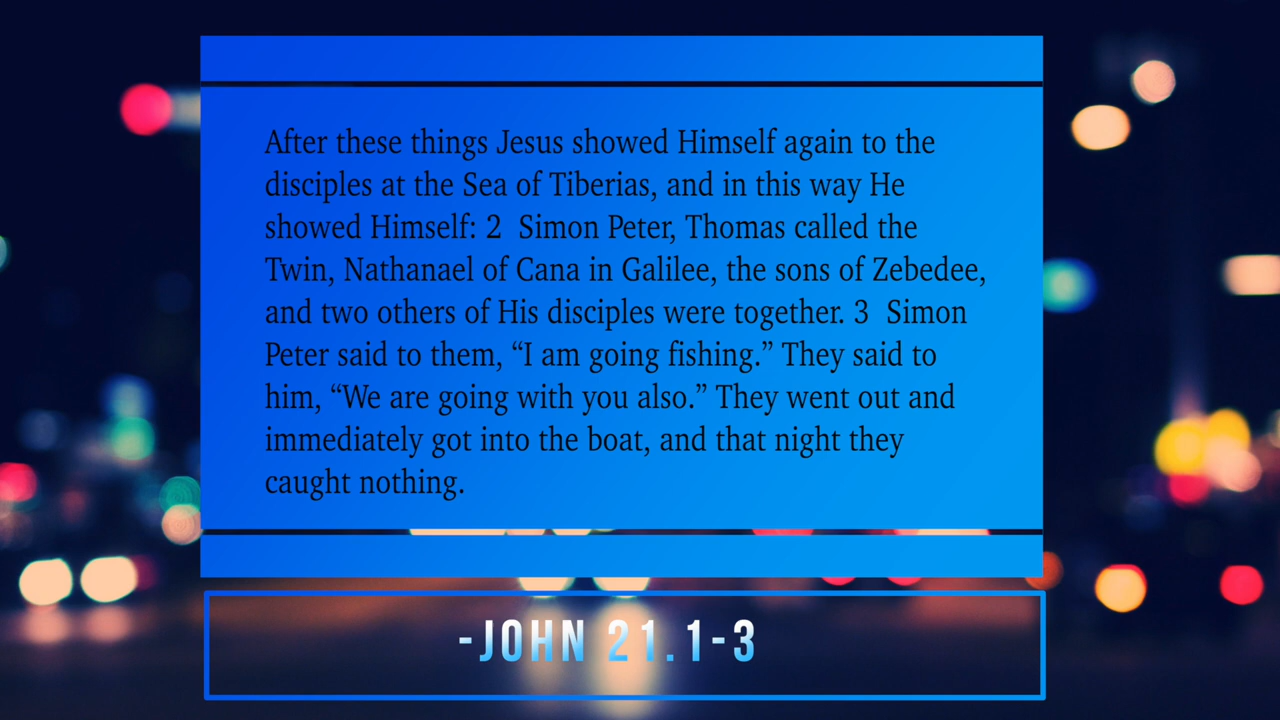 After these things Jesus showed Himself again to the
disciples at the Sea of Tiberias, and in this way He
showed Himself: 2  Simon Peter, Thomas called the
Twin, Nathanael of Cana in Galilee, the sons of Zebedee,
and two others of His disciples were together. 3  Simon
Peter said to them, “I am going fishing.” They said to
him, “We are going with you also.” They went out and
immediately got into the boat, and that night they
caught nothing.
-JOHN 21.1-3